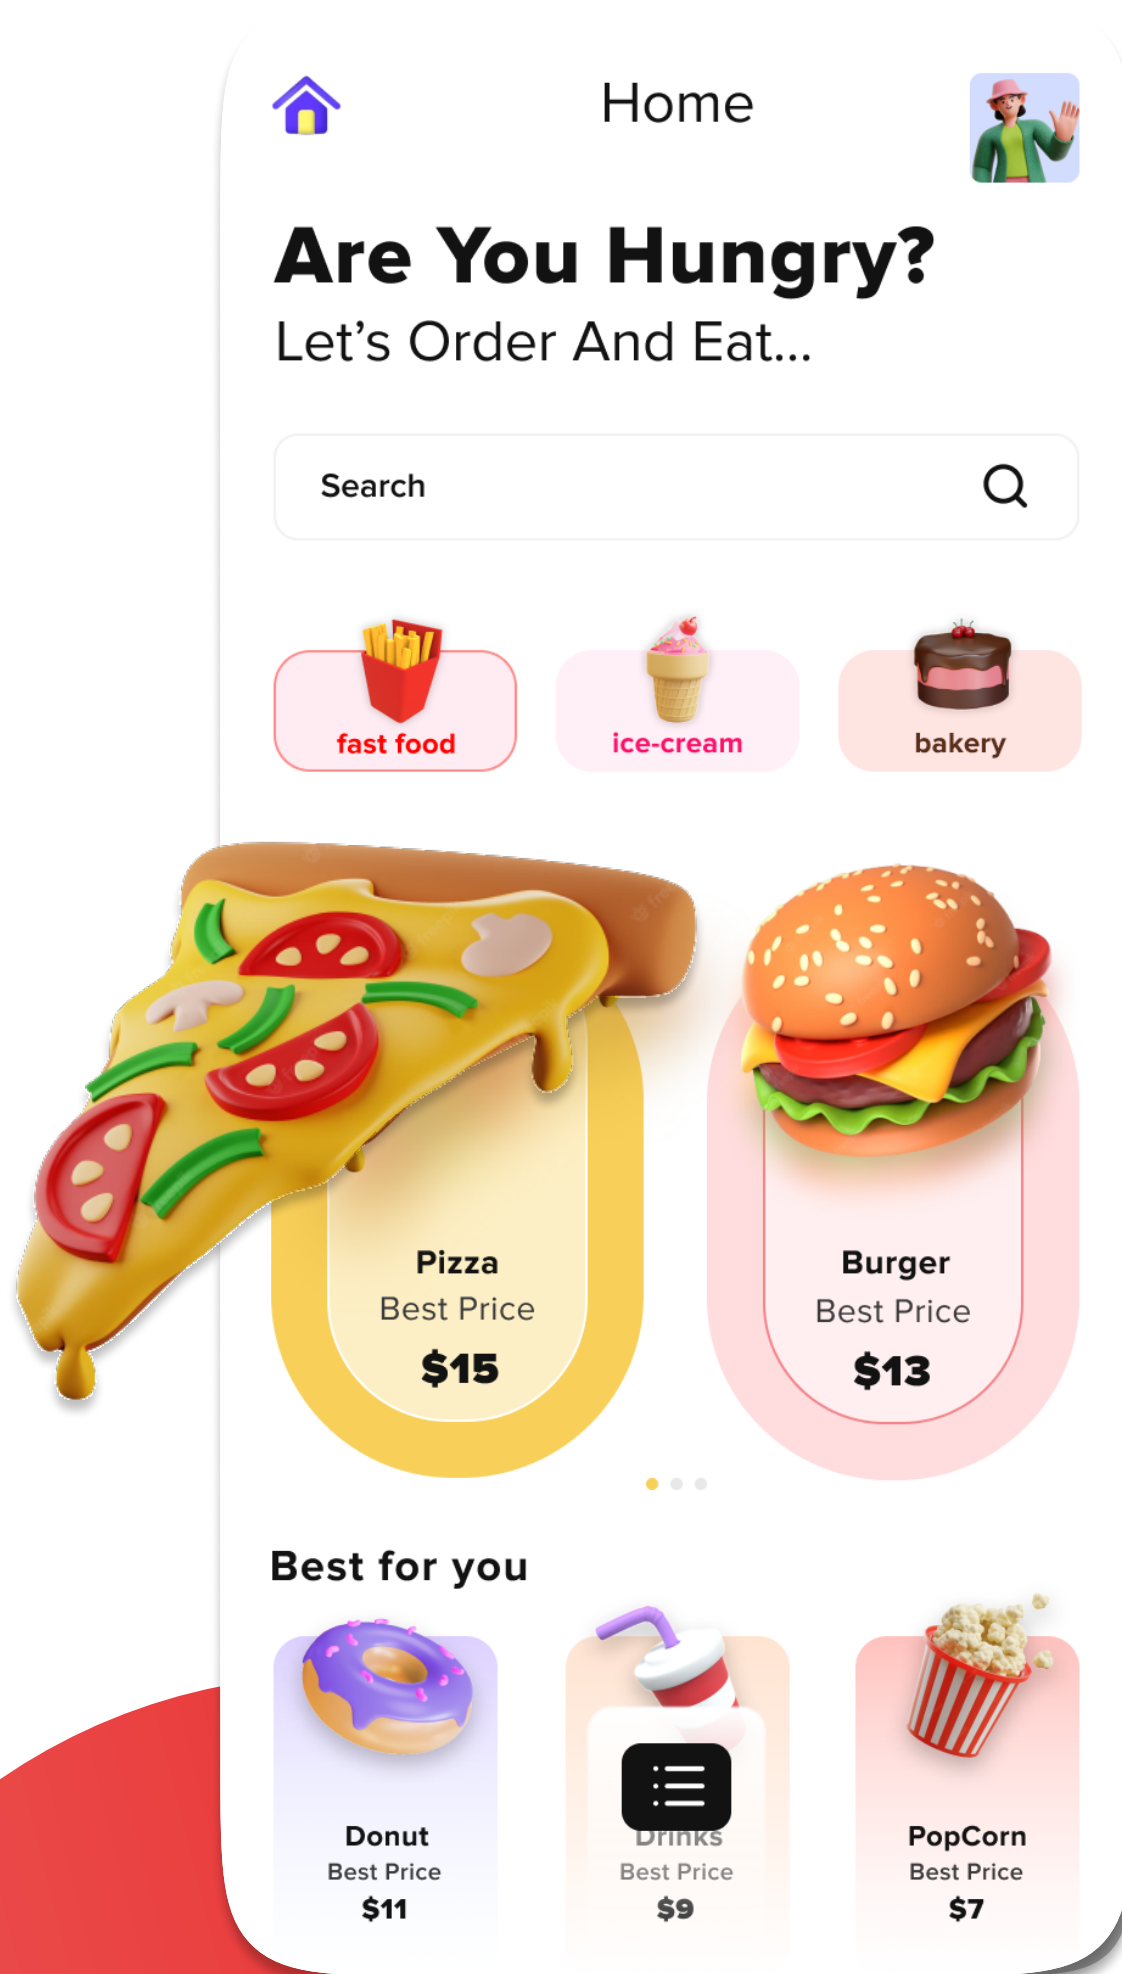 Home
Are You Hungry?
Let’s Order And Eat...
Search
fast food
ice-cream
bakery
Pizza
Best Price
$15
Burger
Best Price
$13
Best for you
Donut
Best Price
$11
Drinks
Best Price
$9
PopCorn
Best Price
$7